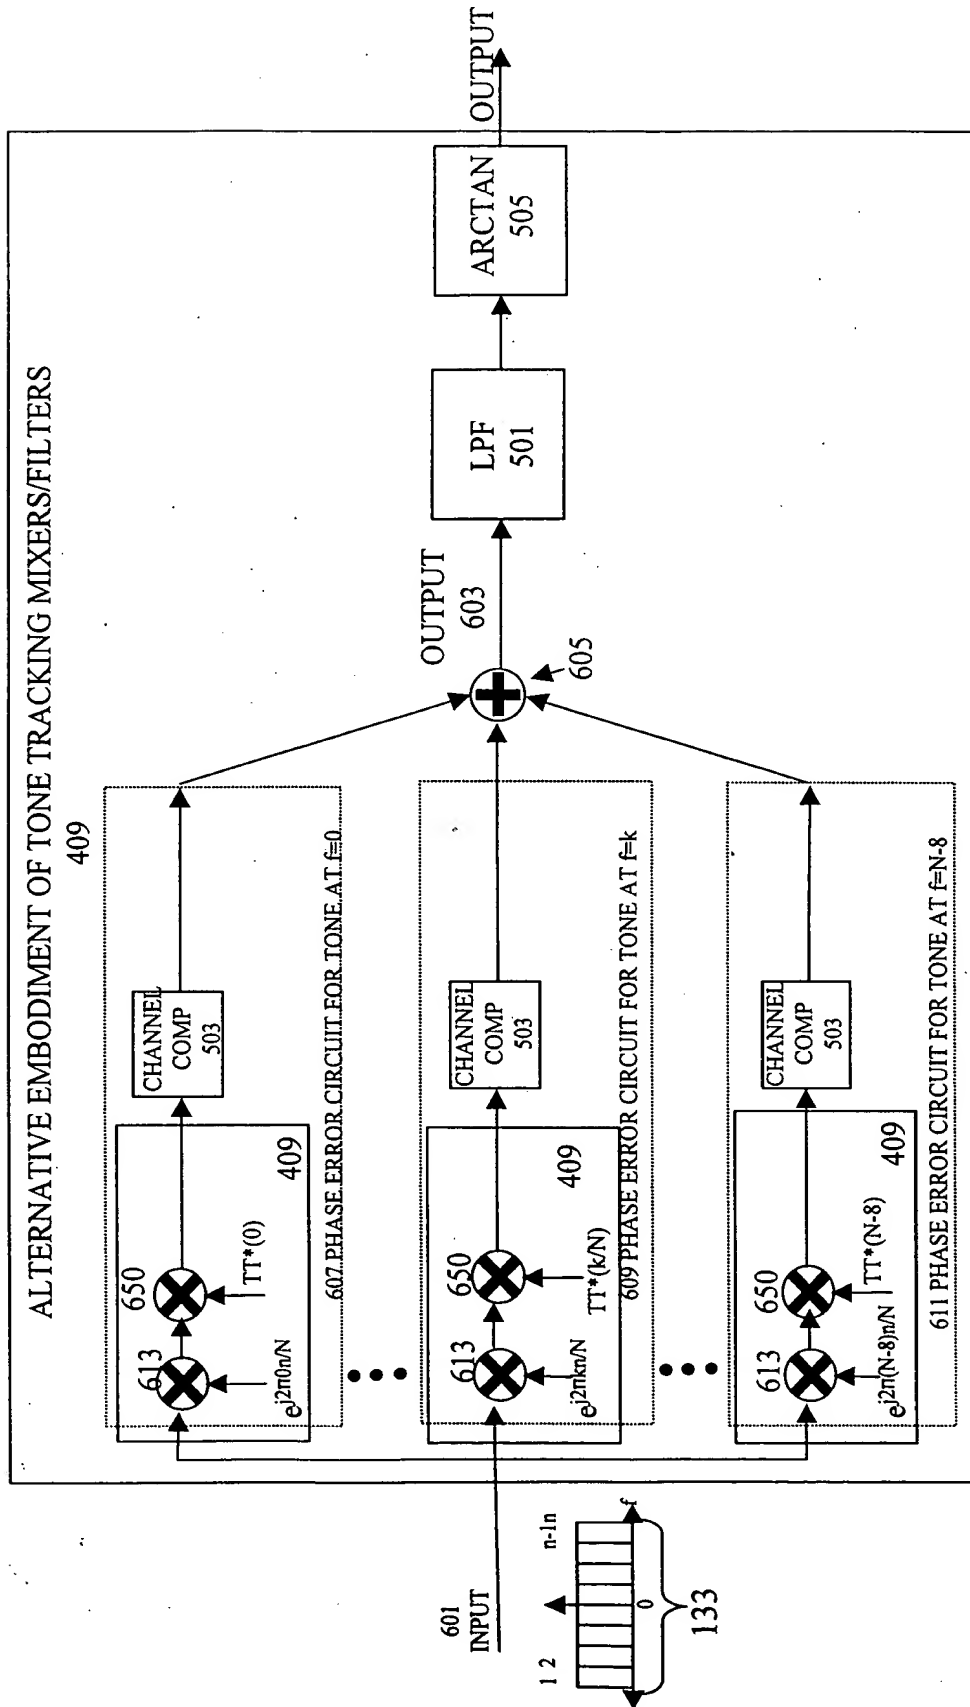 ALTERNATIVE EMBODIMENT OF TONE TRACKING MIXERS/FILTERS
409
601
INPUT
1 2
n-1n
f
0
133
613
650
e^{j2π0n/N}
TT*(0)
409
CHANNEL
COMP
503
607 PHASE ERROR CIRCUIT FOR TONE AT f=0
613
650
e^{j2πkn/N}
TT*(k/N)
409
CHANNEL
COMP
503
609 PHASE ERROR CIRCUIT FOR TONE AT f=k
613
650
e^{j2π(N-8)n/N}
TT*(N-8)
409
CHANNEL
COMP
503
611 PHASE ERROR CIRCUIT FOR TONE AT f=N-8
605
OUTPUT
603
LPF
501
ARCTAN
505
OUTPUT